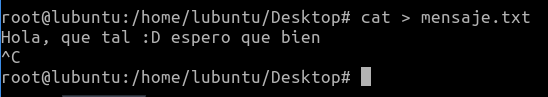 root@lubuntu:/home/lubuntu/Desktop# cat > mensaje.txt
Hola, que tal :D espero que bien
^C
root@lubuntu:/home/lubuntu/Desktop#